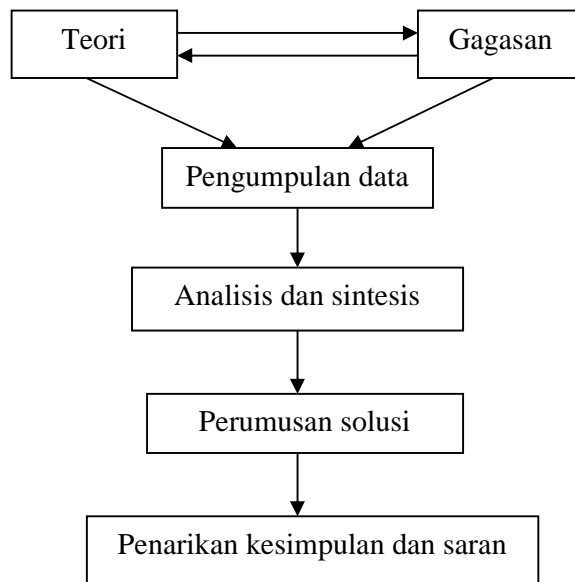 Teori
Gagasan
Pengumpulan data
Analisis dan sintesis
Perumusan solusi
Penarikan kesimpulan dan saran